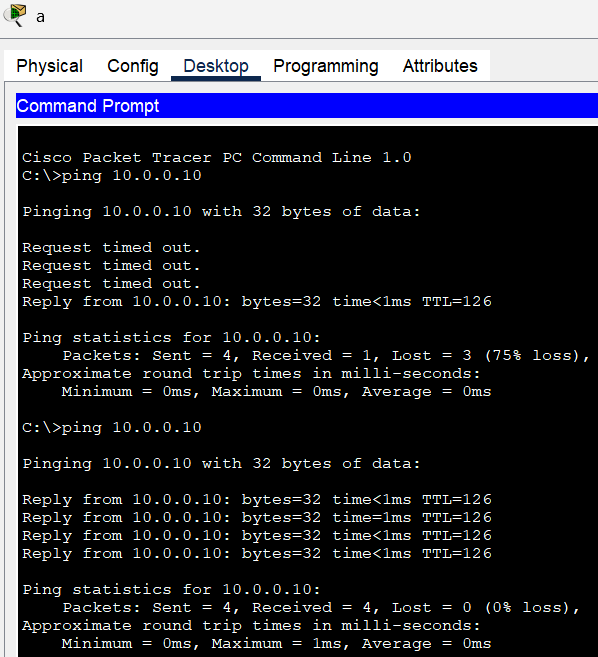 a
Physical Config Desktop Programming Attributes
Command Prompt
Cisco Packet Tracer PC Command Line 1.0
C:\>ping 10.0.0.10
Pinging 10.0.0.10 with 32 bytes of data:
Request timed out.
Request timed out.
Request timed out.
Reply from 10.0.0.10: bytes=32 time<1ms TTL=126
Ping statistics for 10.0.0.10:
Packets: Sent = 4, Received = 1, Lost = 3 (75% loss),
Approximate round trip times in milli-seconds:
Minimum = 0ms, Maximum = 0ms, Average = 0ms
C:\>ping 10.0.0.10
Pinging 10.0.0.10 with 32 bytes of data:
Reply from 10.0.0.10: bytes=32 time<1ms TTL=126
Reply from 10.0.0.10: bytes=32 time=1ms TTL=126
Reply from 10.0.0.10: bytes=32 time<1ms TTL=126
Reply from 10.0.0.10: bytes=32 time<1ms TTL=126
Ping statistics for 10.0.0.10:
Packets: Sent = 4, Received = 4, Lost = 0 (0% loss),
Approximate round trip times in milli-seconds:
Minimum = 0ms, Maximum = 1ms, Average = 0ms